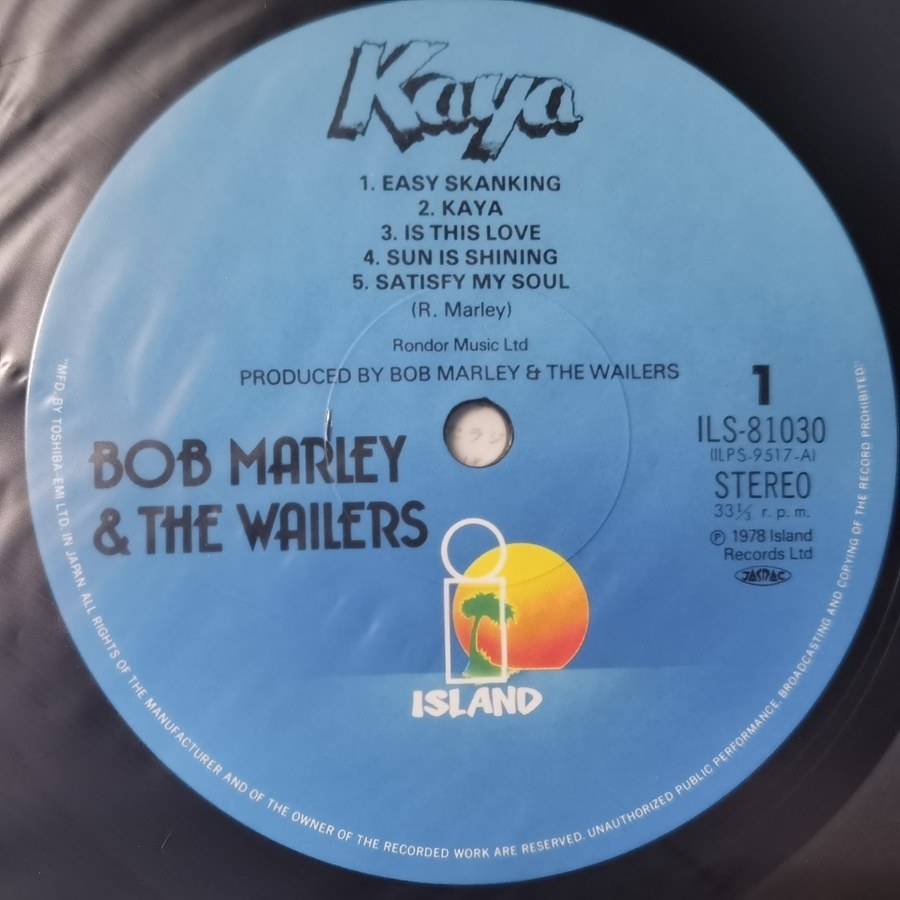 Kaya
1. EASY SKANKING
2. KAYA
3. IS THIS LOVE
4. SUN IS SHINING
5. SATISFY MY SOUL
(R. Marley)
Rondor Music Ltd
PRODUCED BY BOB MARLEY & THE WAILERS
BOB MARLEY
& THE WAILERS
1
ILS-81030
(ILPS-9517-A)
STEREO
33⅓ r. p. m.
℗ 1978 Island
Records Ltd
JASRAC
ISLAND
"MFD. BY TOSHIBA-EMI LTD. IN JAPAN. ALL RIGHTS OF THE MANUFACTURER AND OF THE OWNER OF THE RECORDED WORK ARE RESERVED. UNAUTHORIZED PUBLIC PERFORMANCE, BROADCASTING AND COPYING OF THE RECORD PROHIBITED."